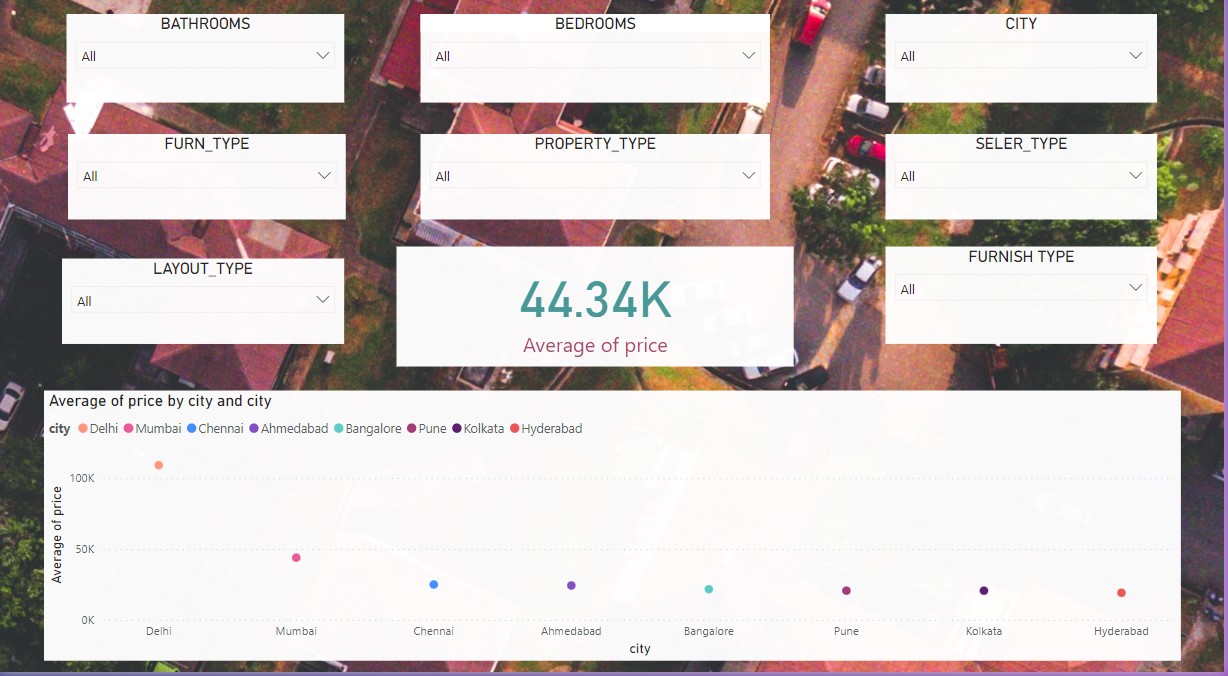 BATHROOMS
All
BEDROOMS
All
CITY
All
FURN_TYPE
All
PROPERTY_TYPE
All
SELER_TYPE
All
LAYOUT_TYPE
All
44.34K
Average of price
FURNISH TYPE
All
Average of price by city and city
city Delhi Mumbai Chennai Ahmedabad Bangalore Pune Kolkata Hyderabad
Average of price
100K
50K
0K
Delhi Mumbai Chennai Ahmedabad Bangalore Pune Kolkata Hyderabad
city